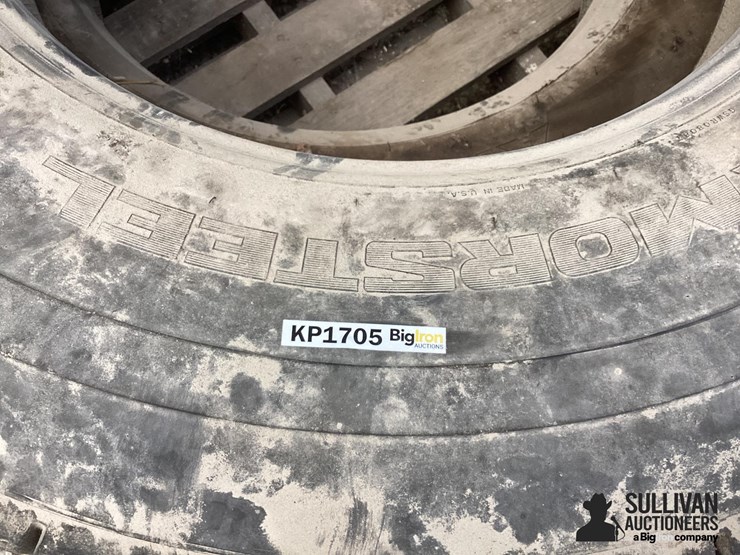 MADE IN U.S.A.
MORSTEEL
KP1705 BigIron
AUCTIONS
SULLIVAN
AUCTIONEERS
a BigIron company